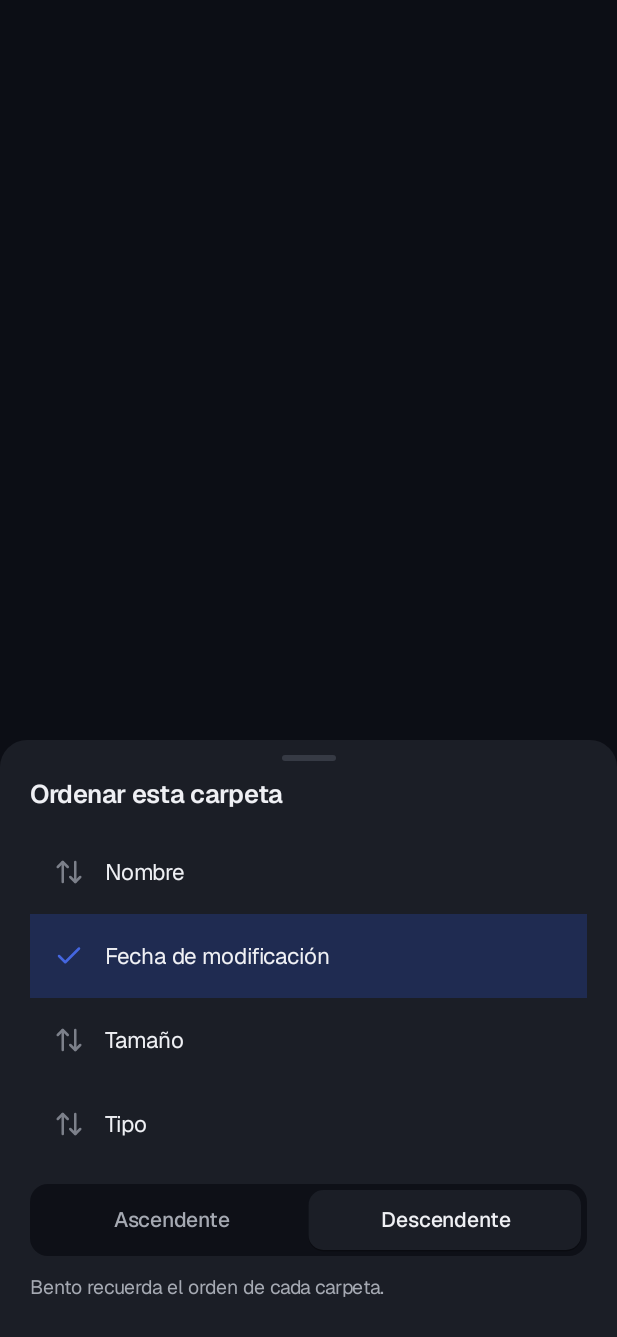 Ordenar esta carpeta
Nombre
Fecha de modificación
Tamaño
Tipo
Ascendente
Descendente
Bento recuerda el orden de cada carpeta.